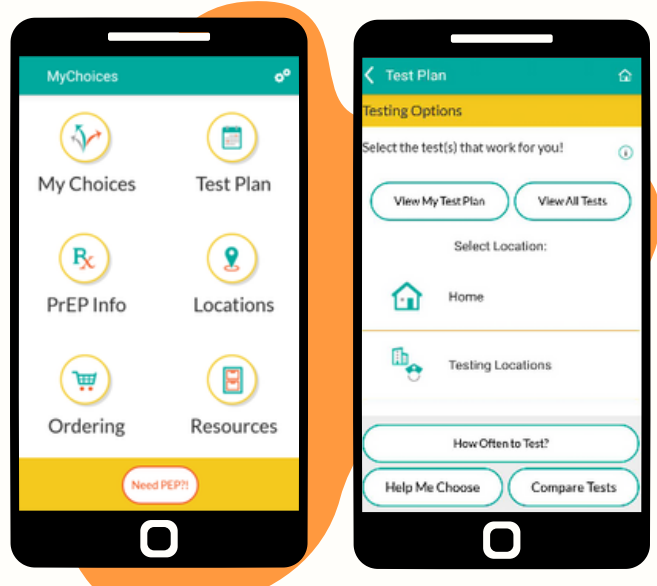 MyChoices
My Choices
Test Plan
PrEP Info
Locations
Ordering
Resources
Need PEP?!
Test Plan
Testing Options
Select the test(s) that work for you!
View My Test Plan
View All Tests
Select Location:
Home
Testing Locations
How Often to Test?
Help Me Choose
Compare Tests